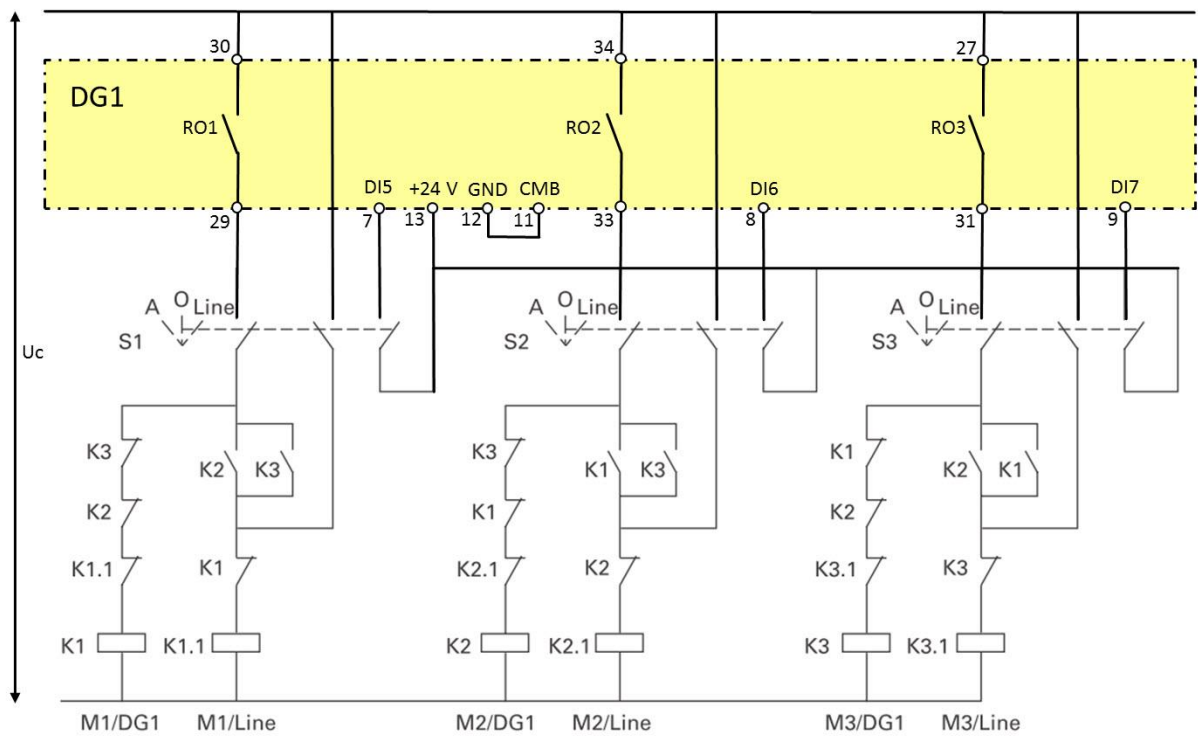 30 34 27
DG1
RO1 RO2 RO3
DI5 +24 V GND CMB DI6 DI7
29 7 13 12 11 33 8 31 9
A O Line A O Line A O Line
S1 S2 S3
Uc
K3 K2 K3 K3 K1 K3 K1 K2 K1
K2 K1 K2
K1.1 K1 K2.1 K2 K3.1 K3
K1 K1.1 K2 K2.1 K3 K3.1
M1/DG1 M1/Line M2/DG1 M2/Line M3/DG1 M3/Line